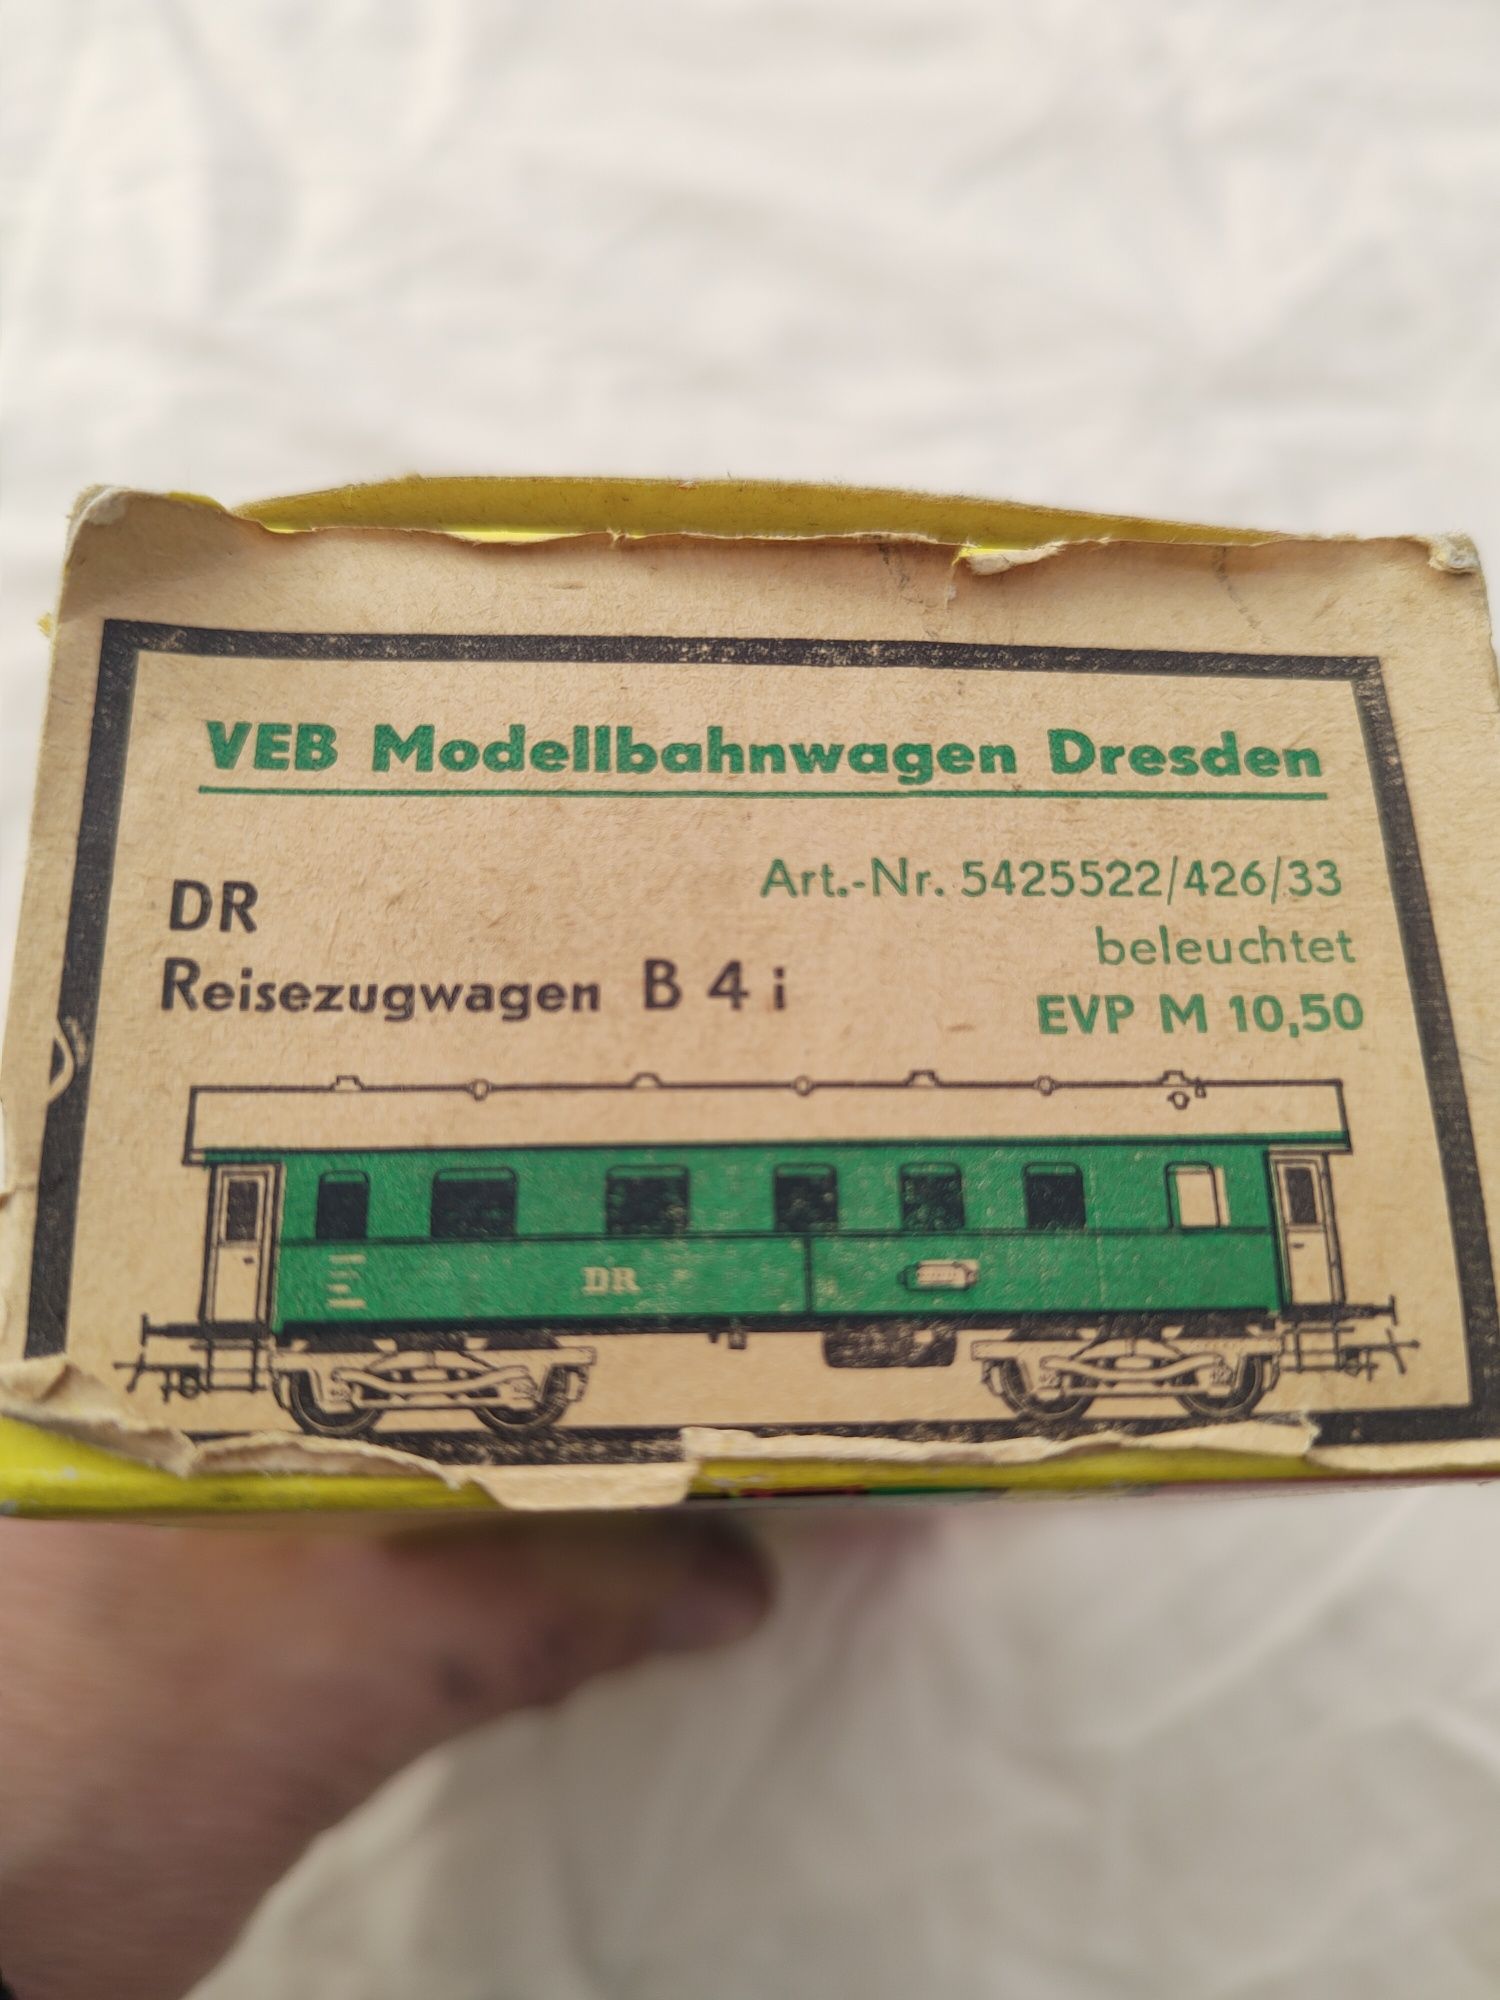 VEB Modellbahnwagen Dresden
DR
Art.-Nr. 5425522/426/33
beleuchtet
Reisezugwagen B 4 i
EVP M 10,50
DR